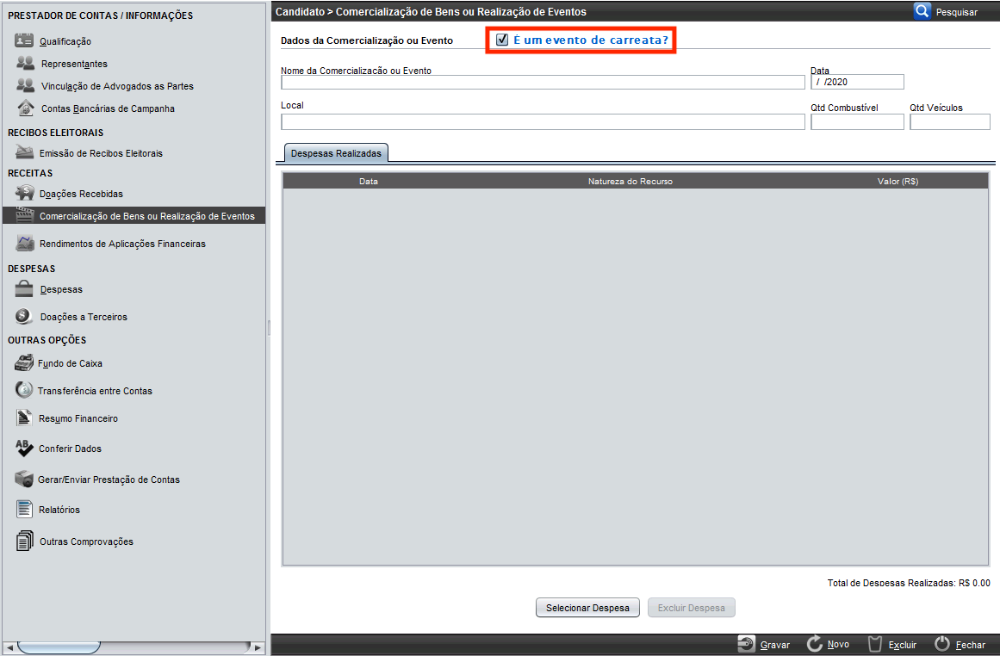 PRESTADOR DE CONTAS / INFORMAÇÕES
Qualificação
Representantes
Vinculação de Advogados as Partes
Contas Bancárias de Campanha
RECIBOS ELEITORAIS
Emissão de Recibos Eleitorais
RECEITAS
Doações Recebidas
Comercialização de Bens ou Realização de Eventos
Rendimentos de Aplicações Financeiras
DESPESAS
Despesas
Doações a Terceiros
OUTRAS OPÇÕES
Fundo de Caixa
Transferência entre Contas
Resumo Financeiro
Conferir Dados
Gerar/Enviar Prestação de Contas
Relatórios
Outras Comprovações
Candidato > Comercialização de Bens ou Realização de Eventos
Pesquisar
Dados da Comercialização ou Evento
É um evento de carreata?
Nome da Comercialização ou Evento
Data
/ /2020
Local
Qtd Combustível
Qtd Veículos
Despesas Realizadas
Data Natureza do Recurso Valor (R$)
Total de Despesas Realizadas: R$ 0.00
Selecionar Despesa
Excluir Despesa
Gravar
Novo
Excluir
Fechar